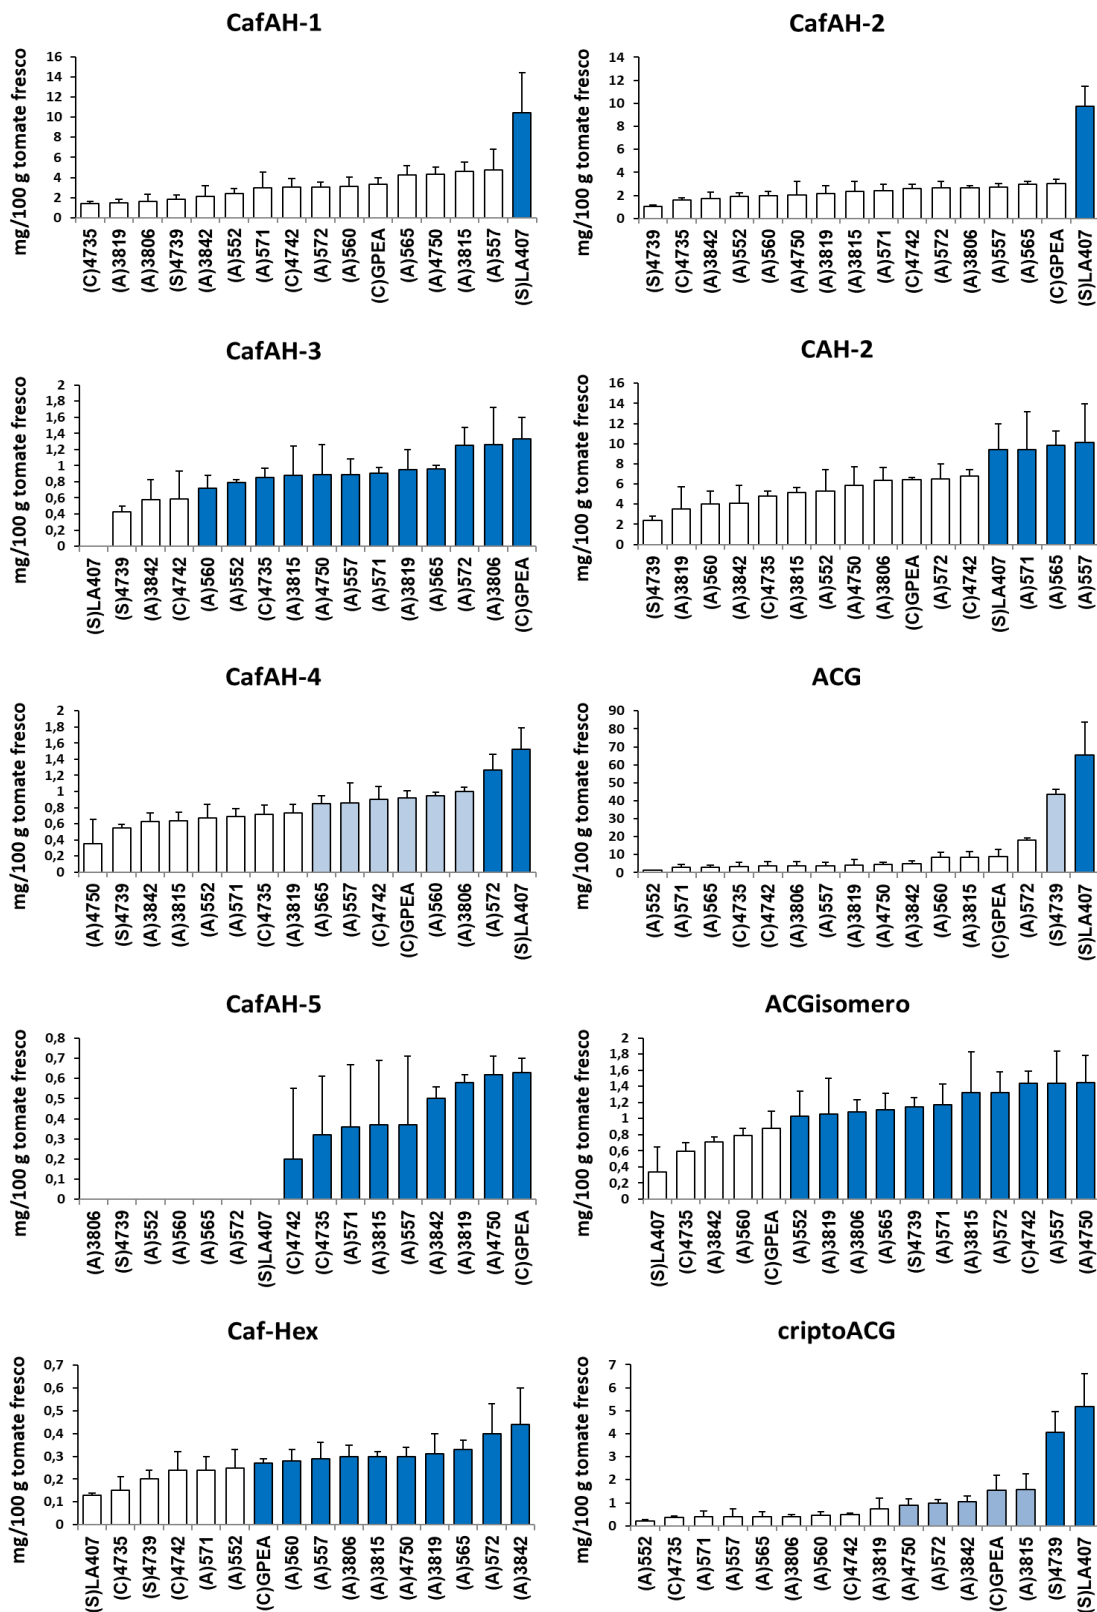 CafAH-1
mg/100 g tomate fresco
16
14
12
10
8
6
4
2
0
(C)4735
(A)3819
(A)3806
(S)4739
(A)3842
(A)552
(A)571
(C)4742
(A)572
(A)560
(C)GPEA
(A)565
(A)4750
(A)3815
(A)557
(S)LA407
CafAH-2
mg/100 g tomate fresco
14
12
10
8
6
4
2
0
(S)4739
(C)4735
(A)3842
(A)552
(A)560
(A)4750
(A)3819
(A)3815
(A)571
(C)4742
(A)572
(A)3806
(A)557
(A)565
(C)GPEA
(S)LA407
CafAH-3
mg/100 g tomate fresco
2
1,8
1,6
1,4
1,2
1
0,8
0,6
0,4
0,2
0
(S)LA407
(S)4739
(A)3842
(C)4742
(A)560
(A)552
(C)4735
(A)3815
(A)4750
(A)557
(A)571
(A)3819
(A)565
(A)572
(A)3806
(C)GPEA
CAH-2
mg/100 g tomate fresco
16
14
12
10
8
6
4
2
0
(S)4739
(A)3819
(A)560
(A)3842
(C)4735
(A)3815
(A)552
(A)4750
(A)3806
(C)GPEA
(A)572
(C)4742
(S)LA407
(A)571
(A)565
(A)557
CafAH-4
mg/100 g tomate fresco
2
1,8
1,6
1,4
1,2
1
0,8
0,6
0,4
0,2
0
(A)4750
(S)4739
(A)3842
(A)3815
(A)552
(A)571
(C)4735
(A)3819
(A)565
(A)557
(C)4742
(C)GPEA
(A)560
(A)3806
(A)572
(S)LA407
ACG
mg/100 g tomate fresco
90
80
70
60
50
40
30
20
10
0
(A)552
(A)571
(A)565
(C)4735
(C)4742
(A)3806
(A)557
(A)3819
(A)4750
(A)3842
(A)560
(A)3815
(C)GPEA
(A)572
(S)4739
(S)LA407
CafAH-5
mg/100 g tomate fresco
0,8
0,7
0,6
0,5
0,4
0,3
0,2
0,1
0
(A)3806
(S)4739
(A)552
(A)560
(A)565
(A)572
(S)LA407
(C)4742
(C)4735
(A)571
(A)3815
(A)557
(A)3842
(A)3819
(A)4750
(C)GPEA
ACGisomero
mg/100 g tomate fresco
2
1,8
1,6
1,4
1,2
1
0,8
0,6
0,4
0,2
0
(S)LA407
(C)4735
(A)3842
(A)560
(C)GPEA
(A)552
(A)3819
(A)3806
(A)565
(S)4739
(A)571
(A)3815
(A)572
(C)4742
(A)557
(A)4750
Caf-Hex
mg/100 g tomate fresco
0,7
0,6
0,5
0,4
0,3
0,2
0,1
0
(S)LA407
(C)4735
(S)4739
(C)4742
(A)571
(A)552
(C)GPEA
(A)560
(A)557
(A)3806
(A)3815
(A)4750
(A)3819
(A)565
(A)572
(A)3842
criptoACG
mg/100 g tomate fresco
7
6
5
4
3
2
1
0
(A)552
(C)4735
(A)571
(A)557
(A)565
(A)3806
(A)560
(C)4742
(A)3819
(A)4750
(A)572
(A)3842
(C)GPEA
(A)3815
(S)4739
(S)LA407